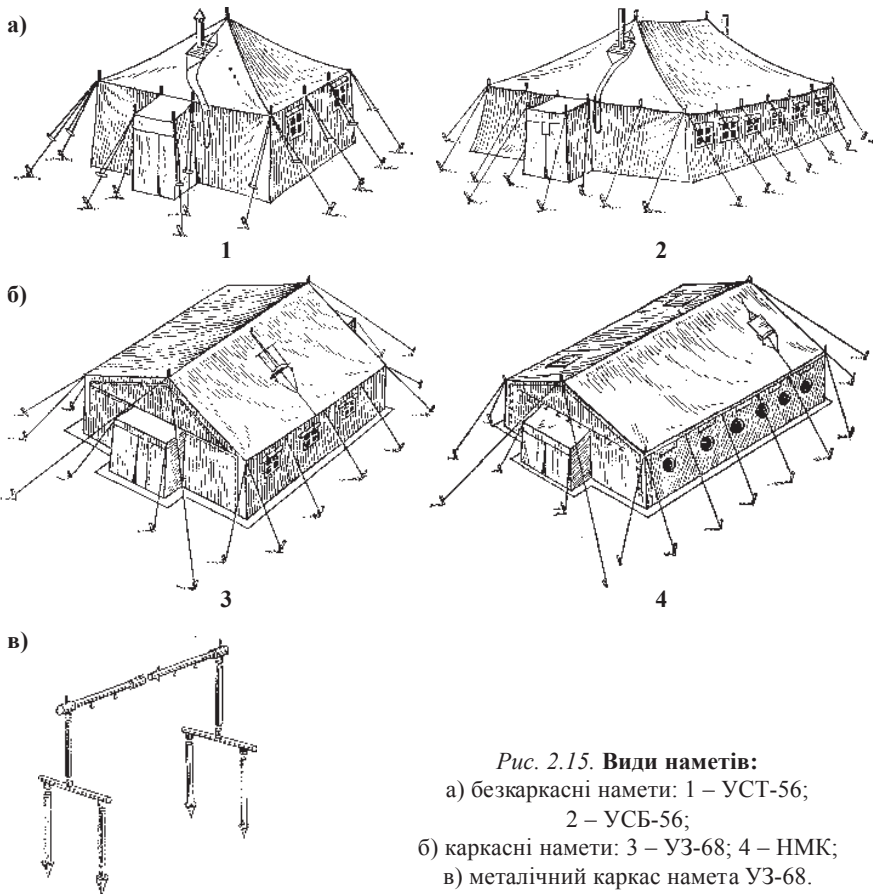 а)
1
2
б)
3
4
в)
Рис. 2.15. Види наметів:
а) безкаркасні намети: 1 – УСТ-56;
2 – УСБ-56;
б) каркасні намети: 3 – УЗ-68; 4 – НМК;
в) металічний каркас намета УЗ-68.